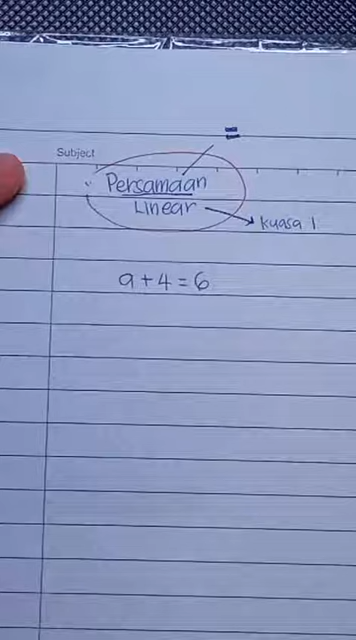 =
Subject
Persamaan
Linear
kuasa 1
a + 4 = 6